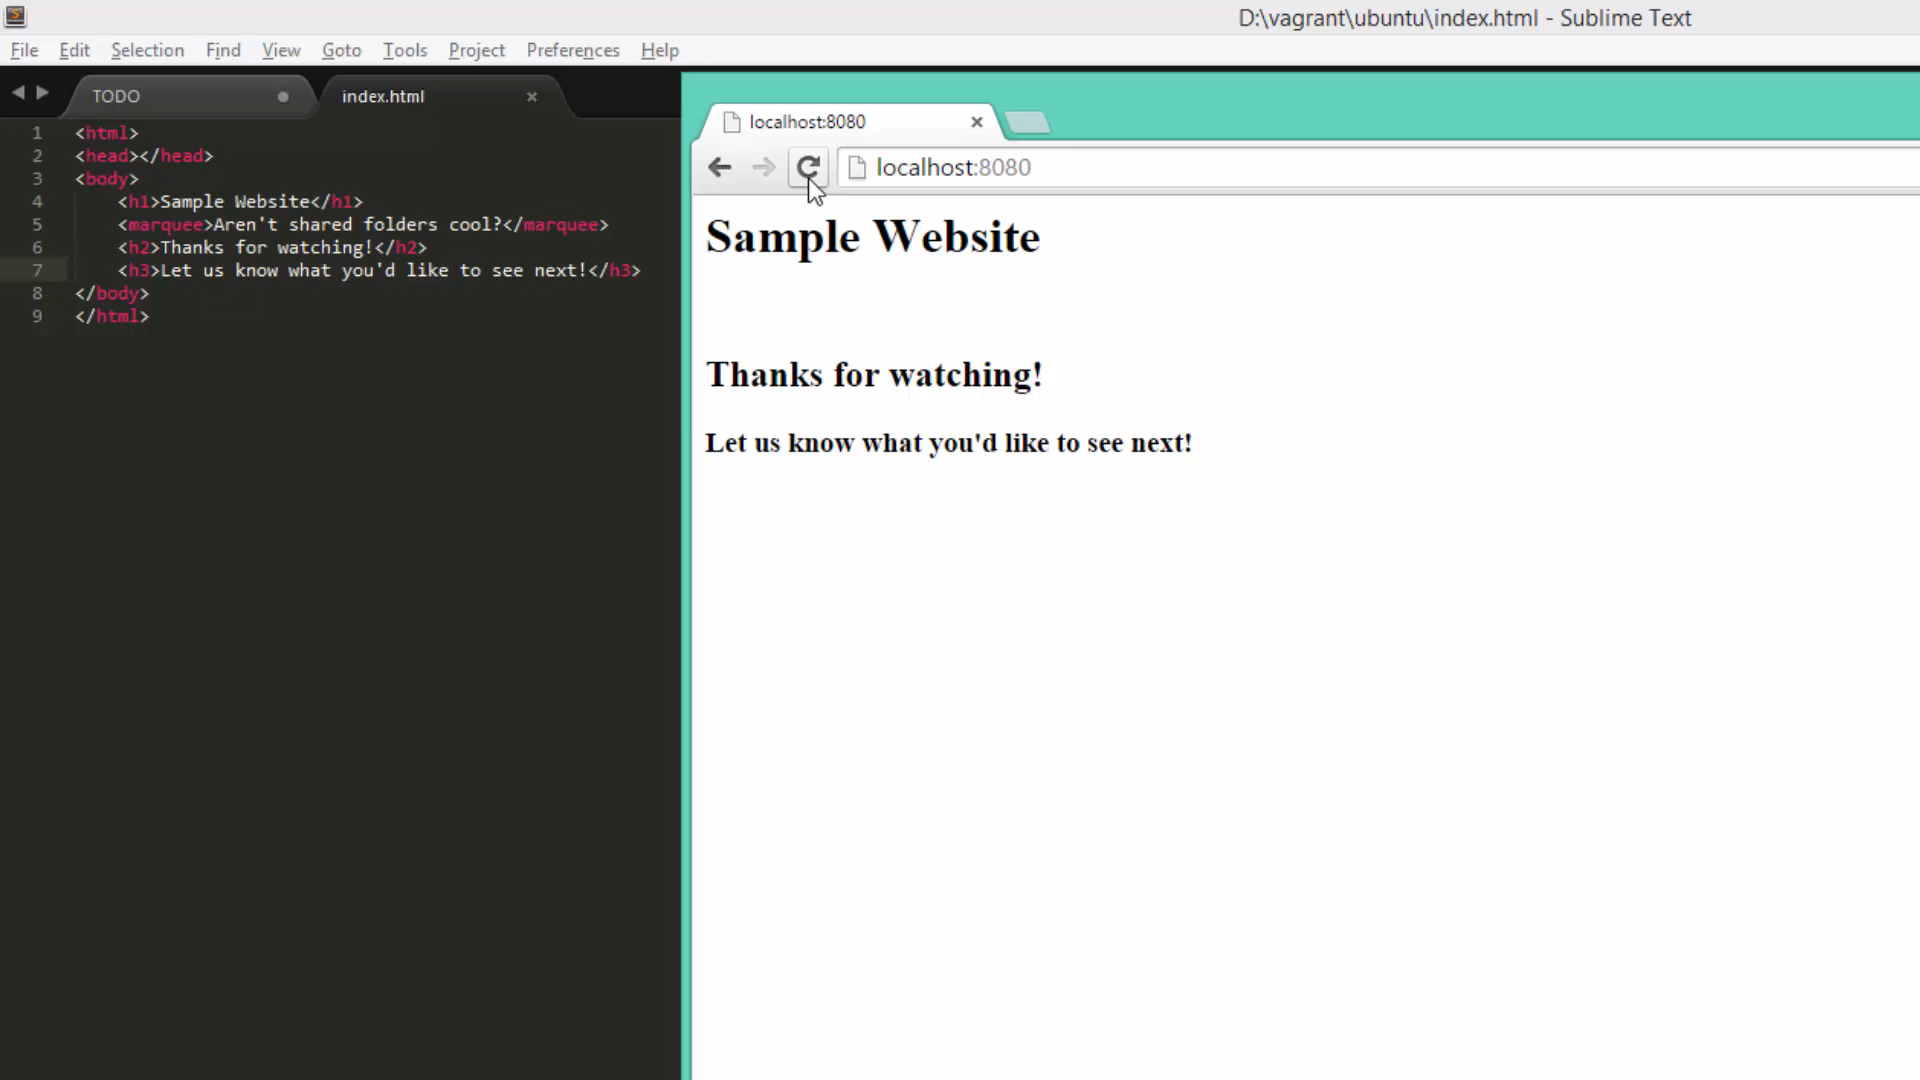 D:\vagrant\ubuntu\index.html - Sublime Text
File Edit Selection Find View Goto Tools Project Preferences Help
TODO index.html
1 <html>
2 <head></head>
3 <body>
4 <h1>Sample Website</h1>
5 <marquee>Aren't shared folders cool?</marquee>
6 <h2>Thanks for watching!</h2>
7 <h3>Let us know what you'd like to see next!</h3>
8 </body>
9 </html>
localhost:8080
localhost:8080
Sample Website
Thanks for watching!
Let us know what you'd like to see next!